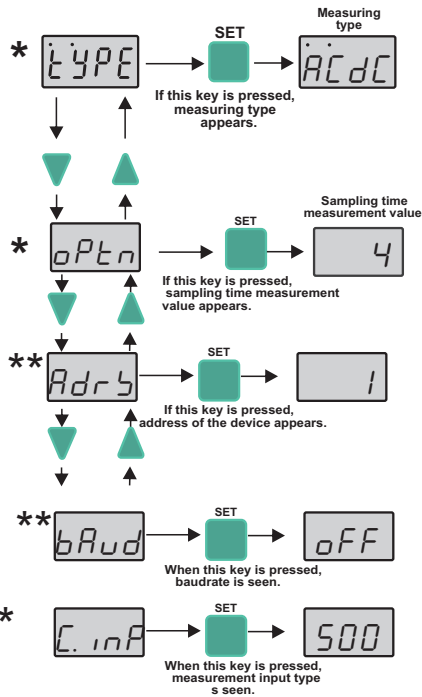 Measuring
type
SET
* tYPE
ACdC
If this key is pressed,
measuring type
appears.
Sampling time
measurement value
SET
* oPtn
4
If this key is pressed,
sampling time measurement
value appears.
SET
** AdrS
1
If this key is pressed,
address of the device appears.
SET
** bAud
oFF
When this key is pressed,
baudrate is seen.
SET
* C. inP
500
When this key is pressed,
measurement input type
s seen.